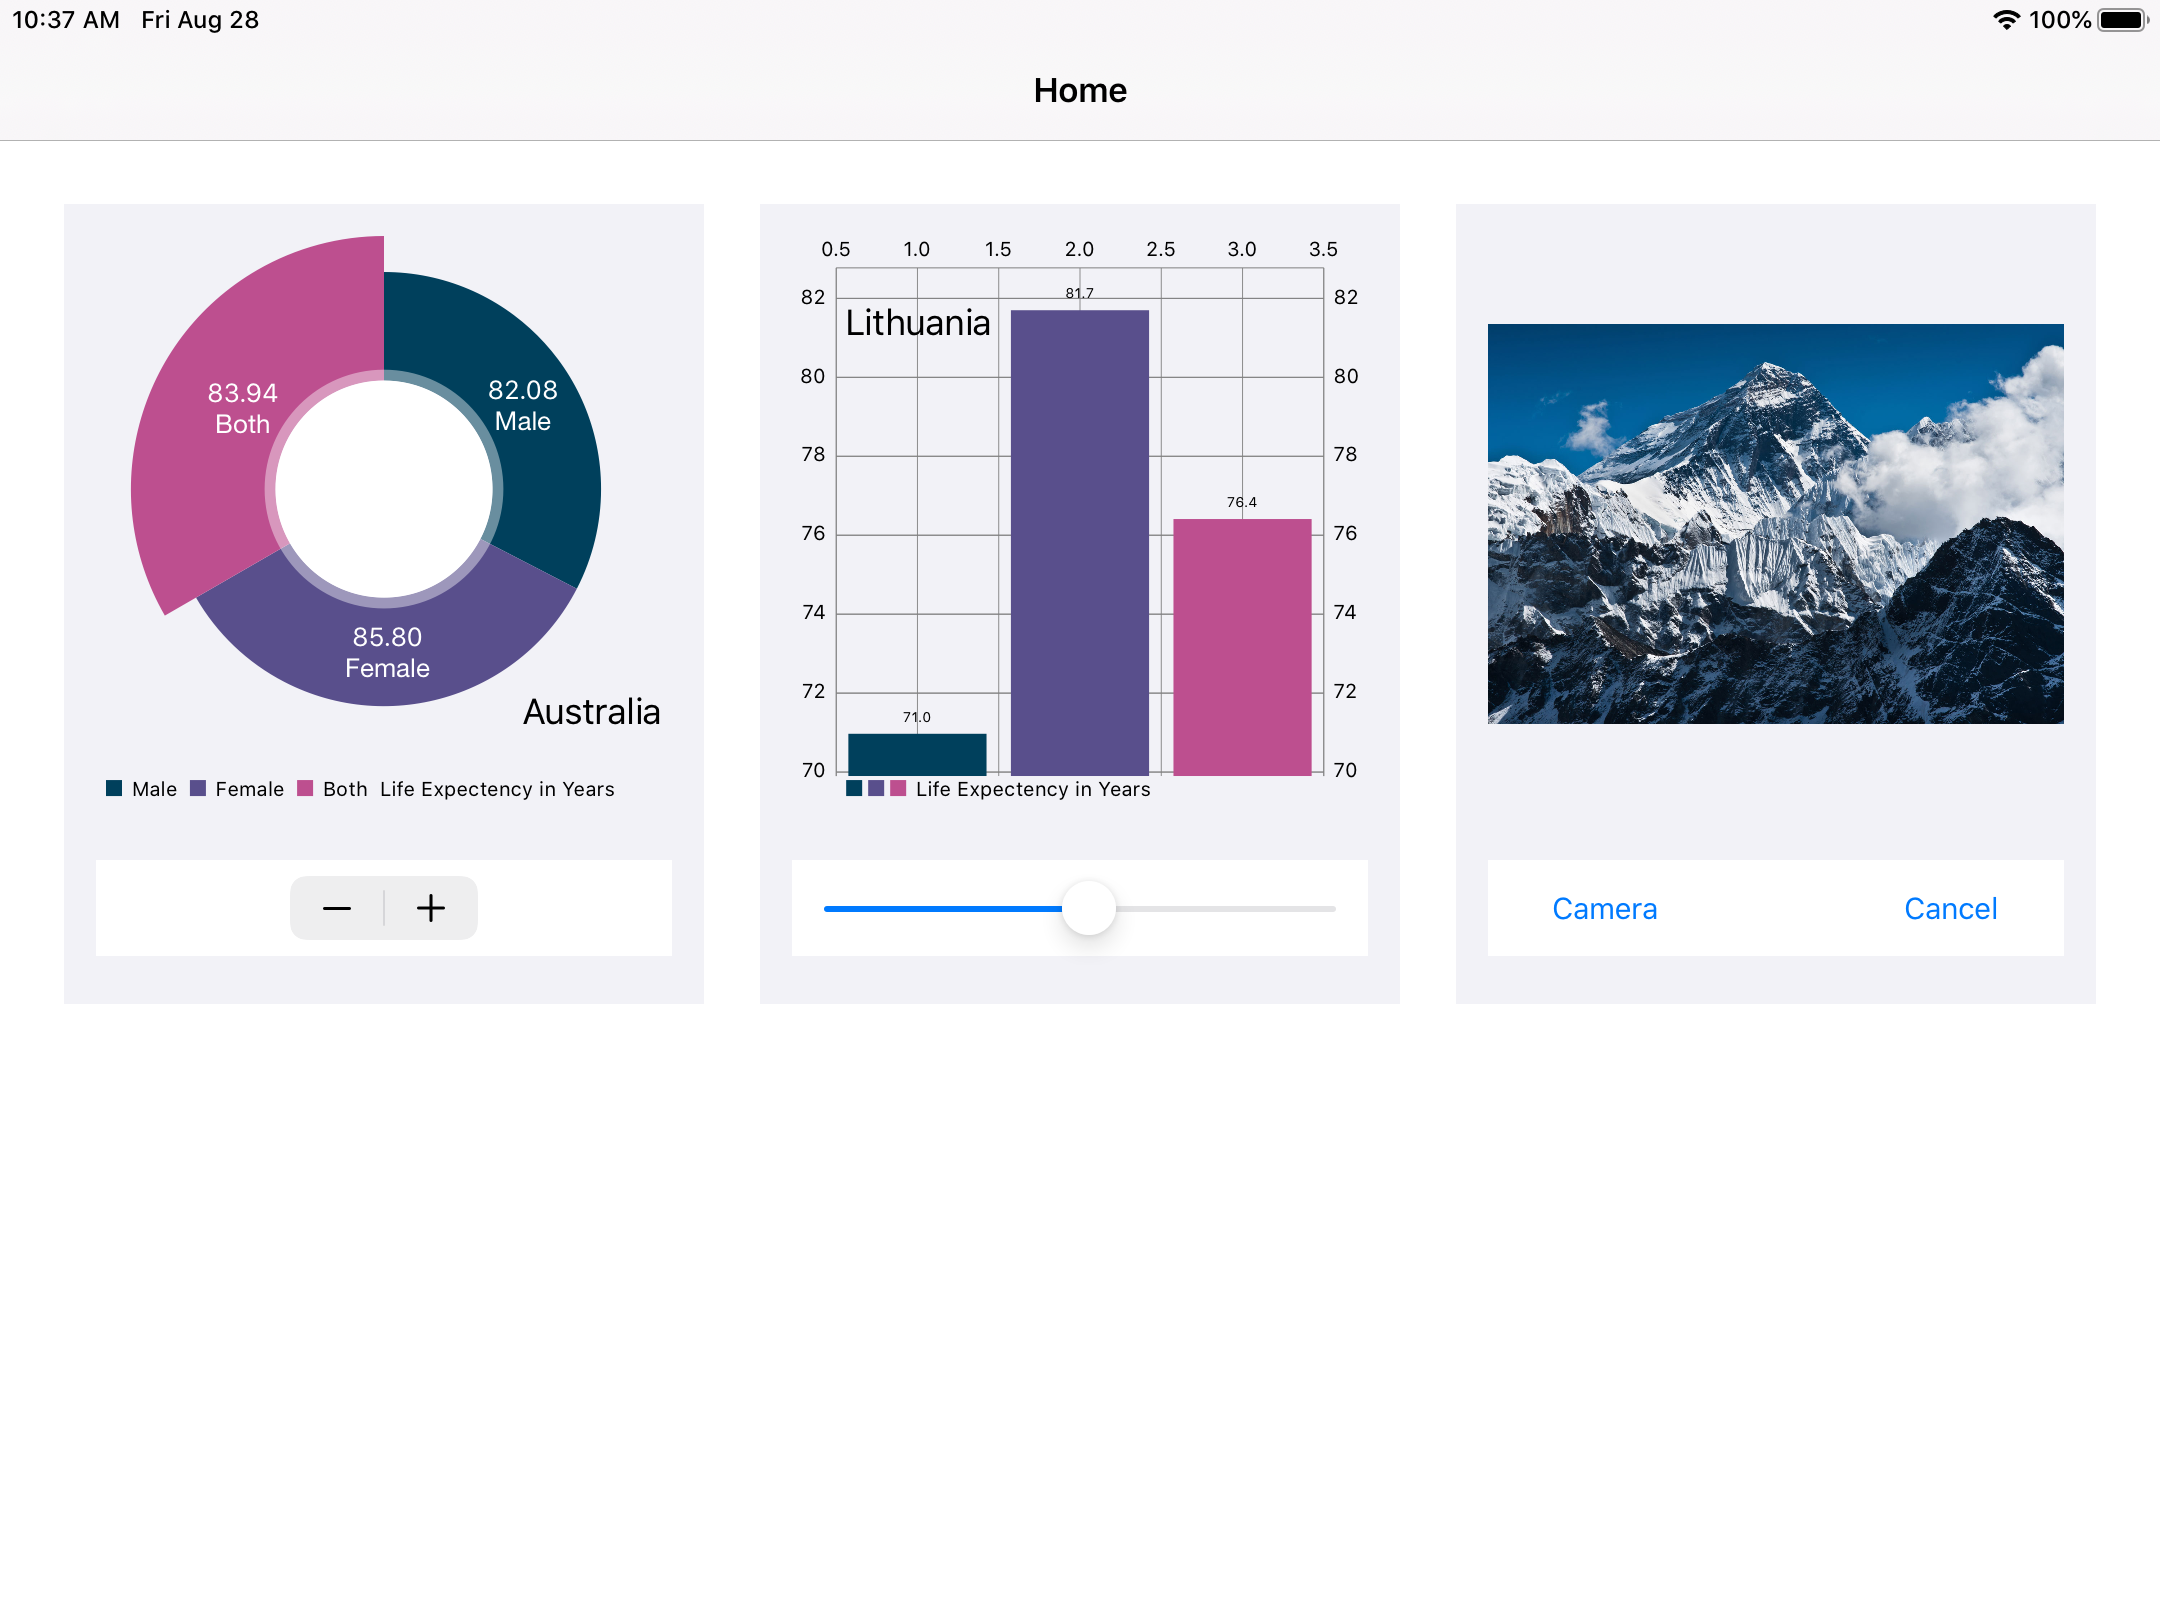 10:37 AM Fri Aug 28
100%
Home
83.94
Both
82.08
Male
85.80
Female
Australia
Male Female Both Life Expectency in Years
0.5 1.0 1.5 2.0 2.5 3.0 3.5
82 82
81.7
Lithuania
80 80
78 78
76.4
76 76
74 74
72 72
71.0
70 70
Life Expectency in Years
Camera Cancel